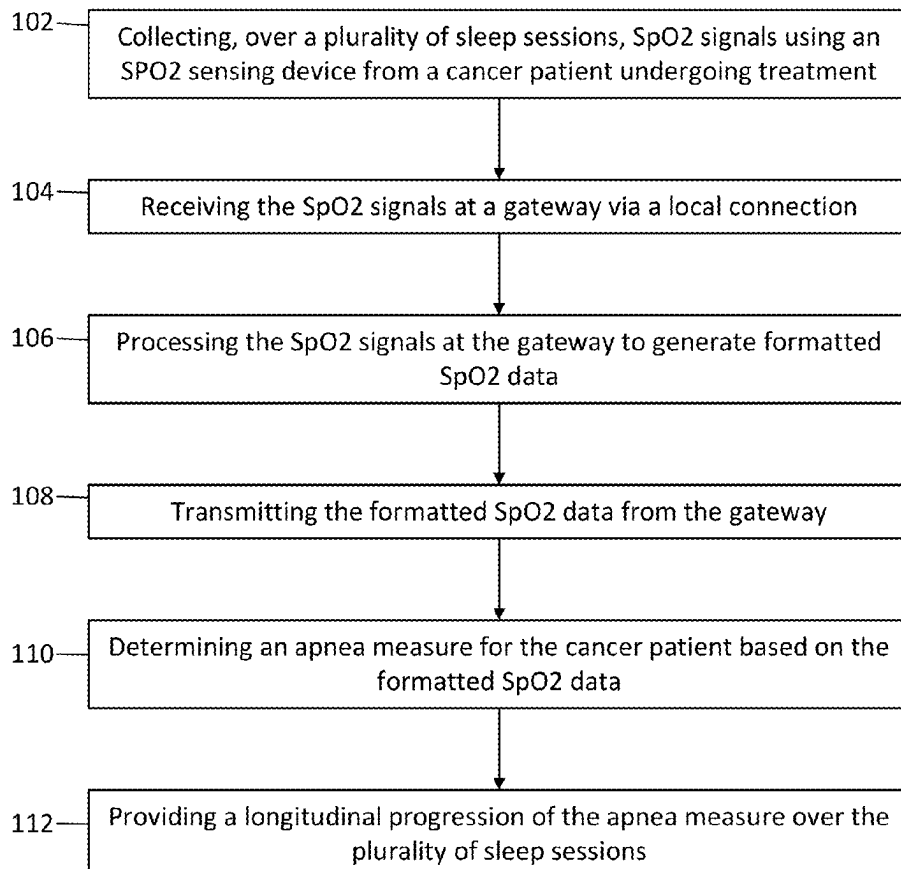 102
Collecting, over a plurality of sleep sessions, SpO2 signals using an
SPO2 sensing device from a cancer patient undergoing treatment
104
Receiving the SpO2 signals at a gateway via a local connection
106
Processing the SpO2 signals at the gateway to generate formatted
SpO2 data
108
Transmitting the formatted SpO2 data from the gateway
110
Determining an apnea measure for the cancer patient based on the
formatted SpO2 data
112
Providing a longitudinal progression of the apnea measure over the
plurality of sleep sessions